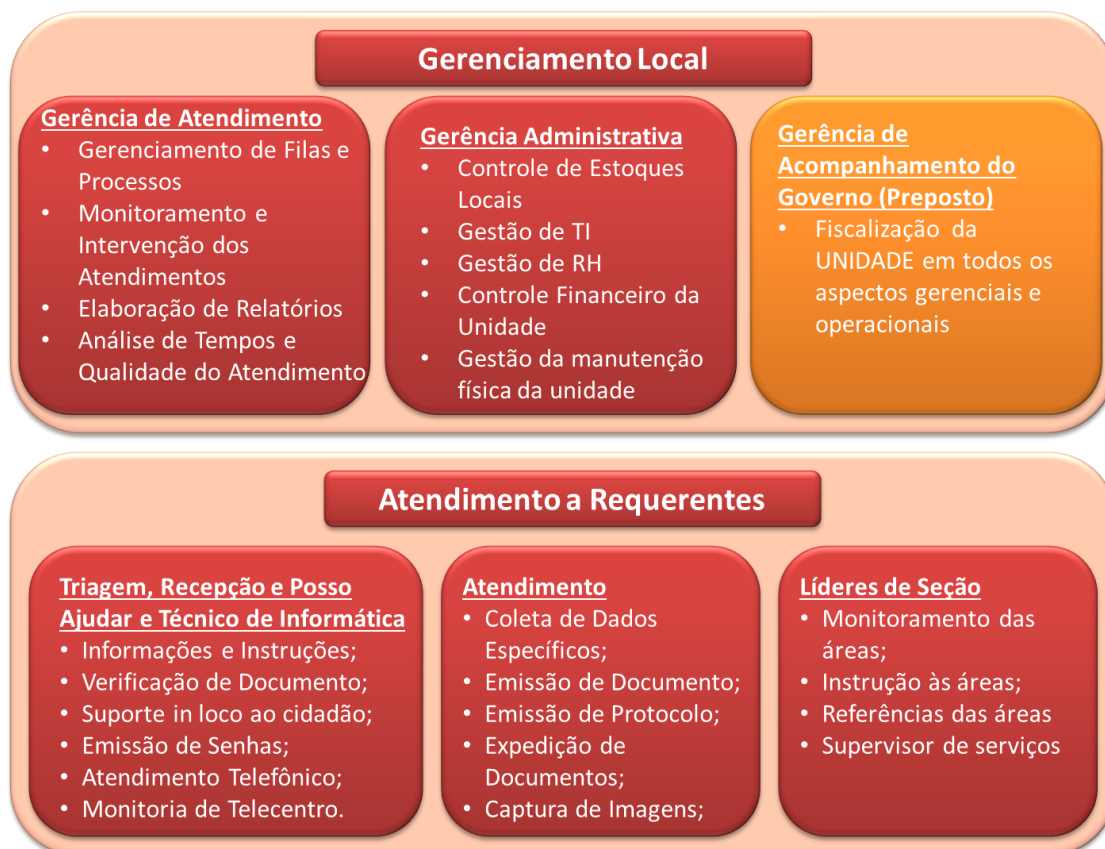 Gerenciamento Local
Gerência de Atendimento
• Gerenciamento de Filas e
Processos
• Monitoramento e
Intervenção dos
Atendimentos
• Elaboração de Relatórios
• Análise de Tempos e
Qualidade do Atendimento
Gerência Administrativa
• Controle de Estoques
Locais
• Gestão de TI
• Gestão de RH
• Controle Financeiro da
Unidade
• Gestão da manutenção
física da unidade
Gerência de
Acompanhamento do
Governo (Preposto)
• Fiscalização da
UNIDADE em todos os
aspectos gerenciais e
operacionais
Atendimento a Requerentes
Triagem, Recepção e Posso
Ajudar e Técnico de Informática
• Informações e Instruções;
• Verificação de Documento;
• Suporte in loco ao cidadão;
• Emissão de Senhas;
• Atendimento Telefônico;
• Monitoria de Telecentro.
Atendimento
• Coleta de Dados
Específicos;
• Emissão de Documento;
• Emissão de Protocolo;
• Expedição de
Documentos;
• Captura de Imagens;
Líderes de Seção
• Monitoramento das
áreas;
• Instrução às áreas;
• Referências das áreas
• Supervisor de serviços